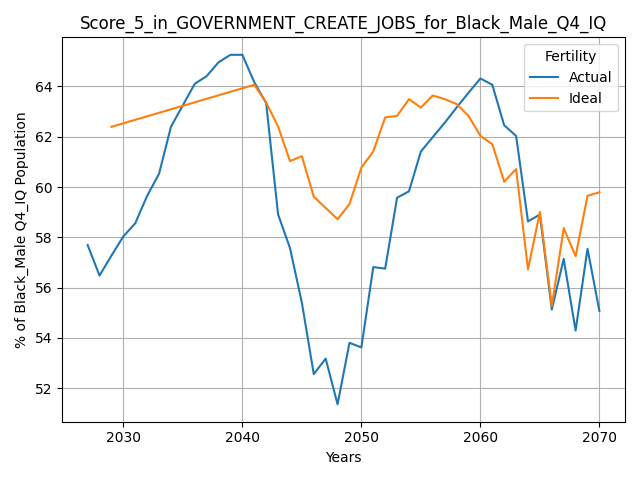 Score_5_in_GOVERNMENT_CREATE_JOBS_for_Black_Male_Q4_IQ
Fertility
Actual
Ideal
% of Black_Male Q4_IQ Population
64
62
60
58
56
54
52
2030 2040 2050 2060 2070
Years